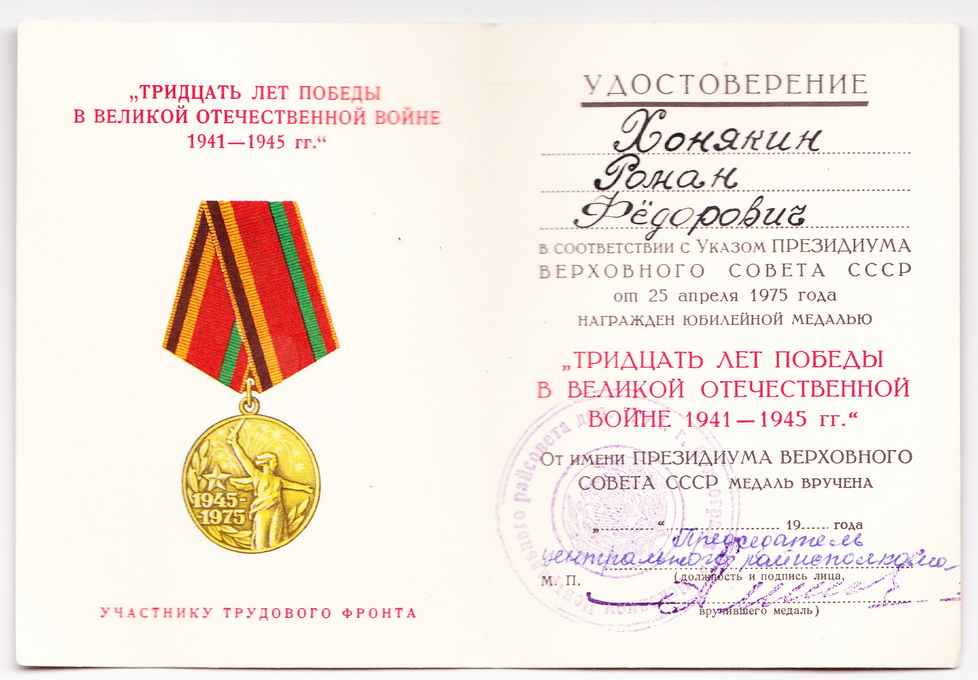 „ТРИДЦАТЬ ЛЕТ ПОБЕДЫ
В ВЕЛИКОЙ ОТЕЧЕСТВЕННОЙ ВОЙНЕ
1941—1945 гг.“
1945-
-1975
УЧАСТНИКУ ТРУДОВОГО ФРОНТА
УДОСТОВЕРЕНИЕ
Хонякин
Роман
Фёдорович
В СООТВЕТСТВИИ С УКАЗОМ ПРЕЗИДИУМА
ВЕРХОВНОГО СОВЕТА СССР
от 25 апреля 1975 года
НАГРАЖДЕН ЮБИЛЕЙНОЙ МЕДАЛЬЮ
„ТРИДЦАТЬ ЛЕТ ПОБЕДЫ
В ВЕЛИКОЙ ОТЕЧЕСТВЕННОЙ
ВОЙНЕ 1941—1945 гг.“
ОТ ИМЕНИ ПРЕЗИДИУМА ВЕРХОВНОГО
СОВЕТА СССР МЕДАЛЬ ВРУЧЕНА
„ “ 19 года
Председатель
центрального райисполкома
М. П. (должность и подпись лица,
вручившего медаль)
райсовета деп.